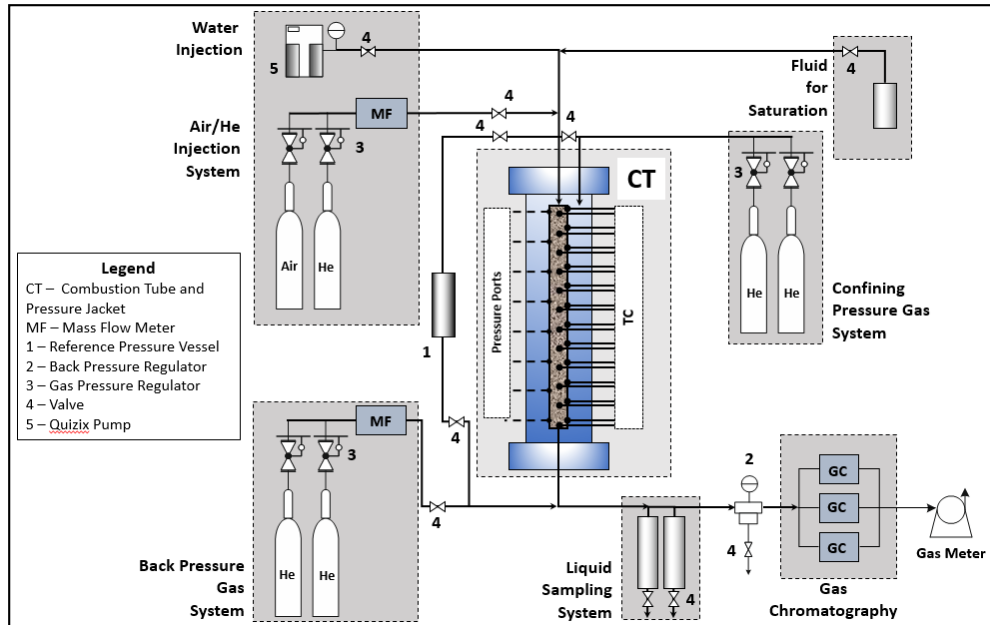 Water
Injection
5
4
4
Fluid
for
Saturation
Air/He
Injection
System
MF
3
Air
He
4
4
4
CT
Pressure Ports
TC
1
4
3
He
He
Confining
Pressure Gas
System
Legend
CT – Combustion Tube and
Pressure Jacket
MF – Mass Flow Meter
1 – Reference Pressure Vessel
2 – Back Pressure Regulator
3 – Gas Pressure Regulator
4 – Valve
5 – Quizix Pump
MF
3
He
He
4
Back Pressure
Gas
System
Liquid
Sampling
System
4
2
4
GC
GC
GC
Gas
Chromatography
Gas Meter